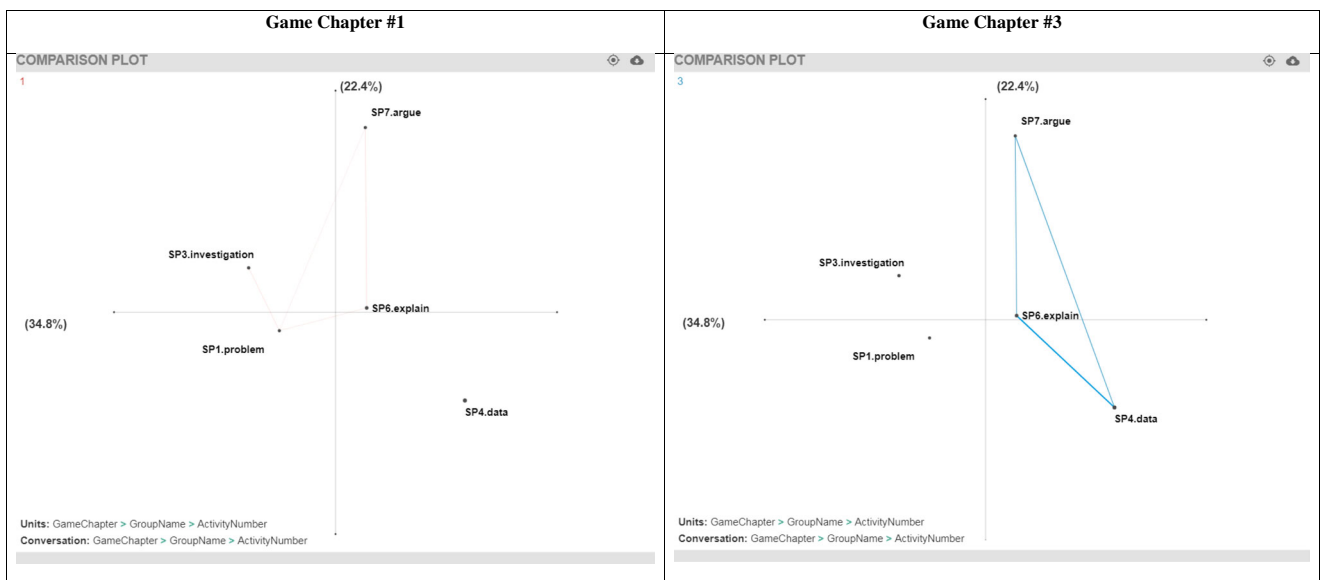 Game Chapter #1
COMPARISON PLOT
1
(22.4%)
SP7.argue
SP3.investigation
SP6.explain
(34.8%)
SP1.problem
SP4.data
Units: GameChapter > GroupName > ActivityNumber
Conversation: GameChapter > GroupName > ActivityNumber
Game Chapter #3
COMPARISON PLOT
3
(22.4%)
SP7.argue
SP3.investigation
SP6.explain
(34.8%)
SP1.problem
SP4.data
Units: GameChapter > GroupName > ActivityNumber
Conversation: GameChapter > GroupName > ActivityNumber